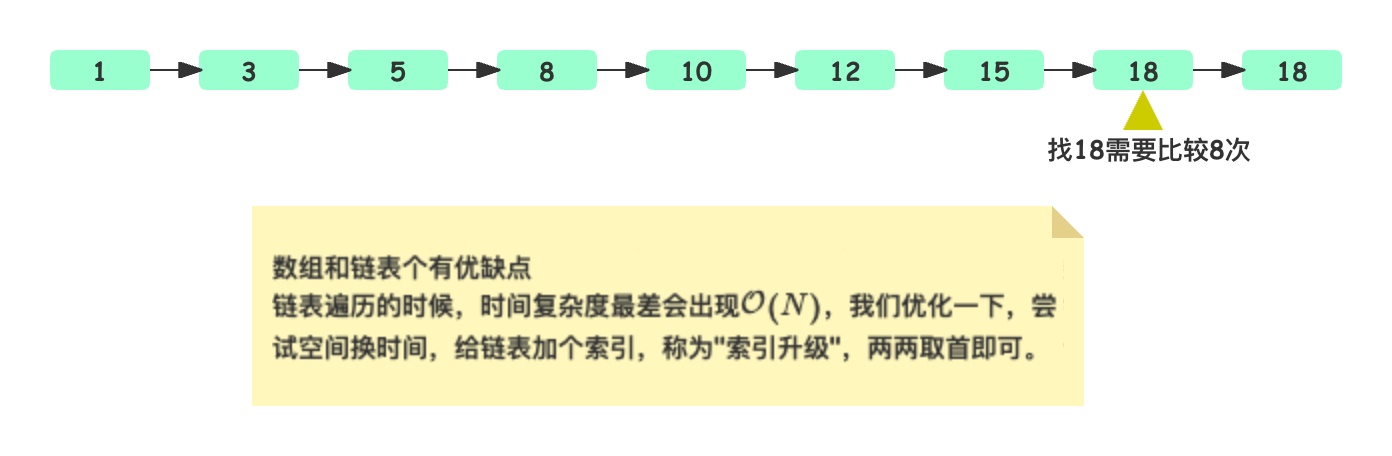 1 3 5 8 10 12 15 18 18
找18需要比较8次
数组和链表个有优缺点
链表遍历的时候，时间复杂度最差会出现O(N)，我们优化一下，尝
试空间换时间，给链表加个索引，称为"索引升级"，两两取首即可。